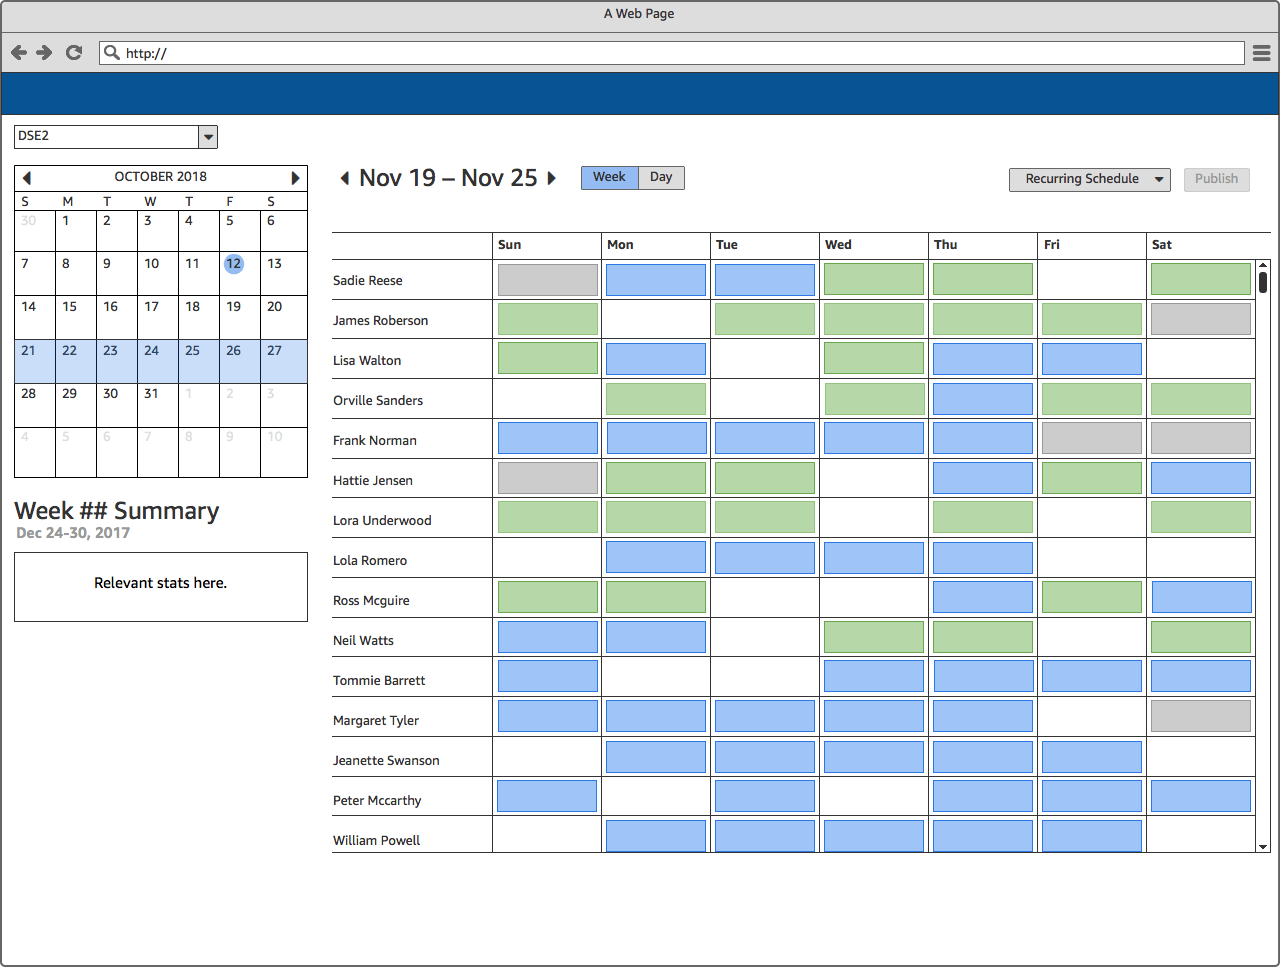 A Web Page
http://
DSE2
OCTOBER 2018
S M T W T F S
30 1 2 3 4 5 6
7 8 9 10 11 12 13
14 15 16 17 18 19 20
21 22 23 24 25 26 27
28 29 30 31 1 2 3
4 5 6 7 8 9 10
Week ## Summary
Dec 24-30, 2017
Relevant stats here.
Nov 19 – Nov 25
Week Day
Recurring Schedule
Publish
Sun Mon Tue Wed Thu Fri Sat
Sadie Reese
James Roberson
Lisa Walton
Orville Sanders
Frank Norman
Hattie Jensen
Lora Underwood
Lola Romero
Ross Mcguire
Neil Watts
Tommie Barrett
Margaret Tyler
Jeanette Swanson
Peter Mccarthy
William Powell